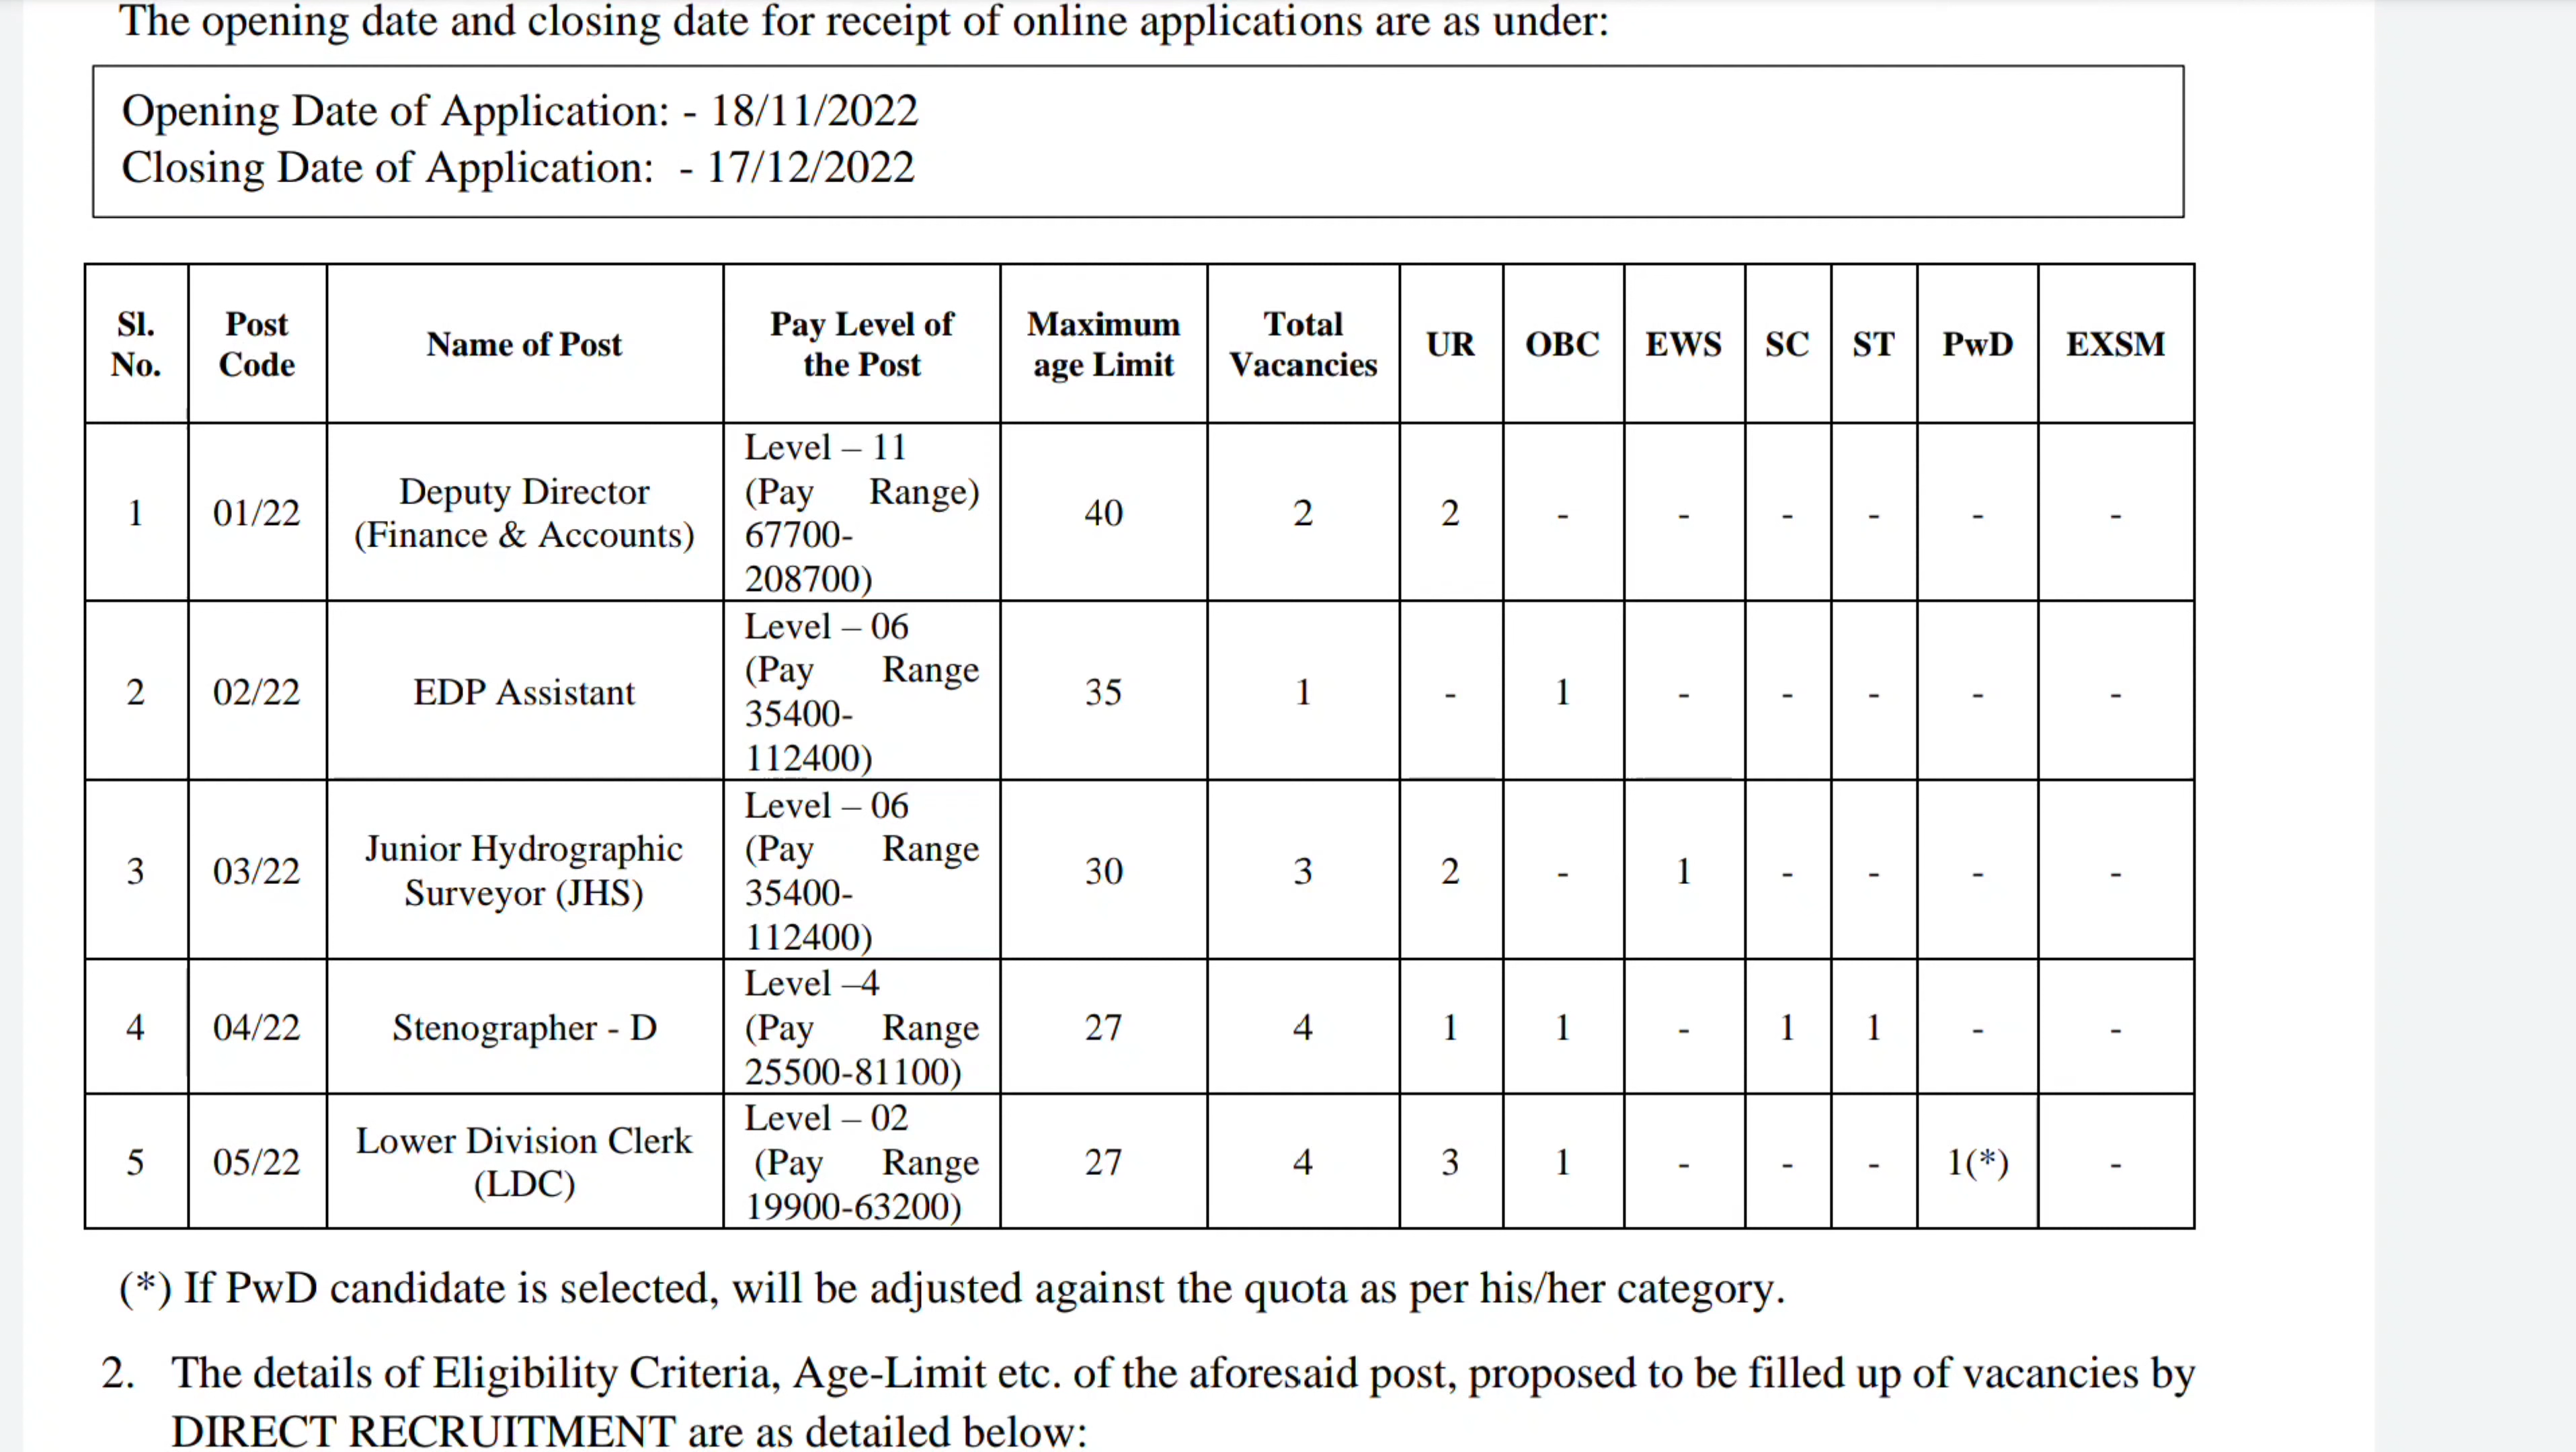 The opening date and closing date for receipt of online applications are as under:
Opening Date of Application: - 18/11/2022
Closing Date of Application:  - 17/12/2022
Sl. No. Post Code Name of Post Pay Level of the Post Maximum age Limit Total Vacancies UR OBC EWS SC ST PwD EXSM
1 01/22 Deputy Director (Finance & Accounts) Level – 11 (Pay Range) 67700-208700) 40 2 2 - - - - - -
2 02/22 EDP Assistant Level – 06 (Pay Range 35400-112400) 35 1 - 1 - - - - -
3 03/22 Junior Hydrographic Surveyor (JHS) Level – 06 (Pay Range 35400-112400) 30 3 2 - 1 - - - -
4 04/22 Stenographer - D Level –4 (Pay Range 25500-81100) 27 4 1 1 - 1 1 - -
5 05/22 Lower Division Clerk (LDC) Level – 02 (Pay Range 19900-63200) 27 4 3 1 - - - 1(*) -
(*) If PwD candidate is selected, will be adjusted against the quota as per his/her category.
2. The details of Eligibility Criteria, Age-Limit etc. of the aforesaid post, proposed to be filled up of vacancies by
DIRECT RECRUITMENT are as detailed below: